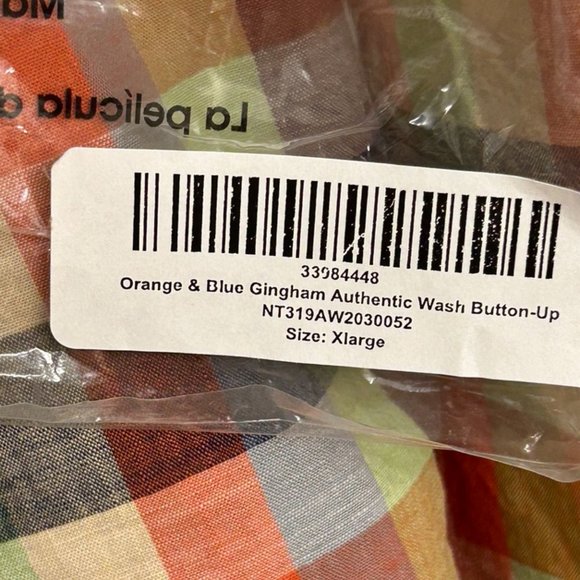 La película d
33984448
Orange & Blue Gingham Authentic Wash Button-Up
NT319AW2030052
Size: Xlarge